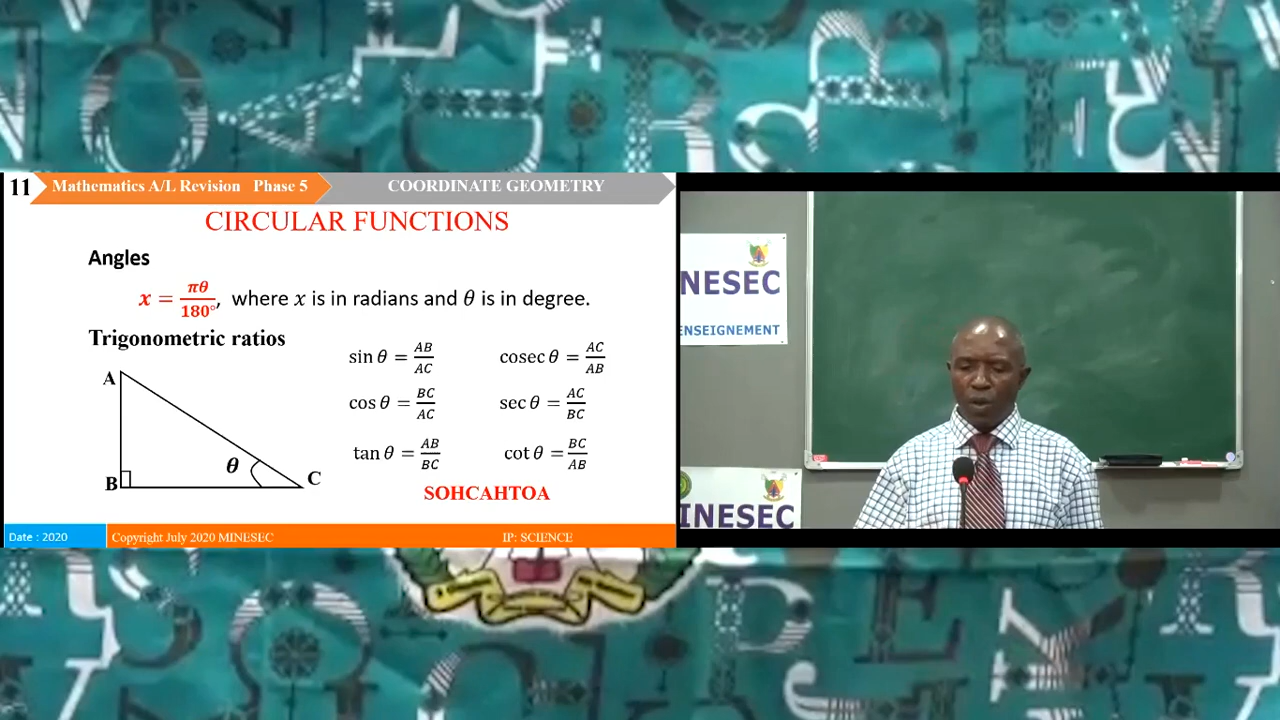 11 Mathematics A/L Revision Phase 5 COORDINATE GEOMETRY
CIRCULAR FUNCTIONS
Angles
x = πθ/180°, where x is in radians and θ is in degree.
Trigonometric ratios
sin θ = AB/AC cosec θ = AC/AB
cos θ = BC/AC sec θ = AC/BC
tan θ = AB/BC cot θ = BC/AB
A
B
θ
C
SOHCAHTOA
Date : 2020 Copyright July 2020 MINESEC IP: SCIENCE
NESEC
ENSEIGNEMENT
INESEC